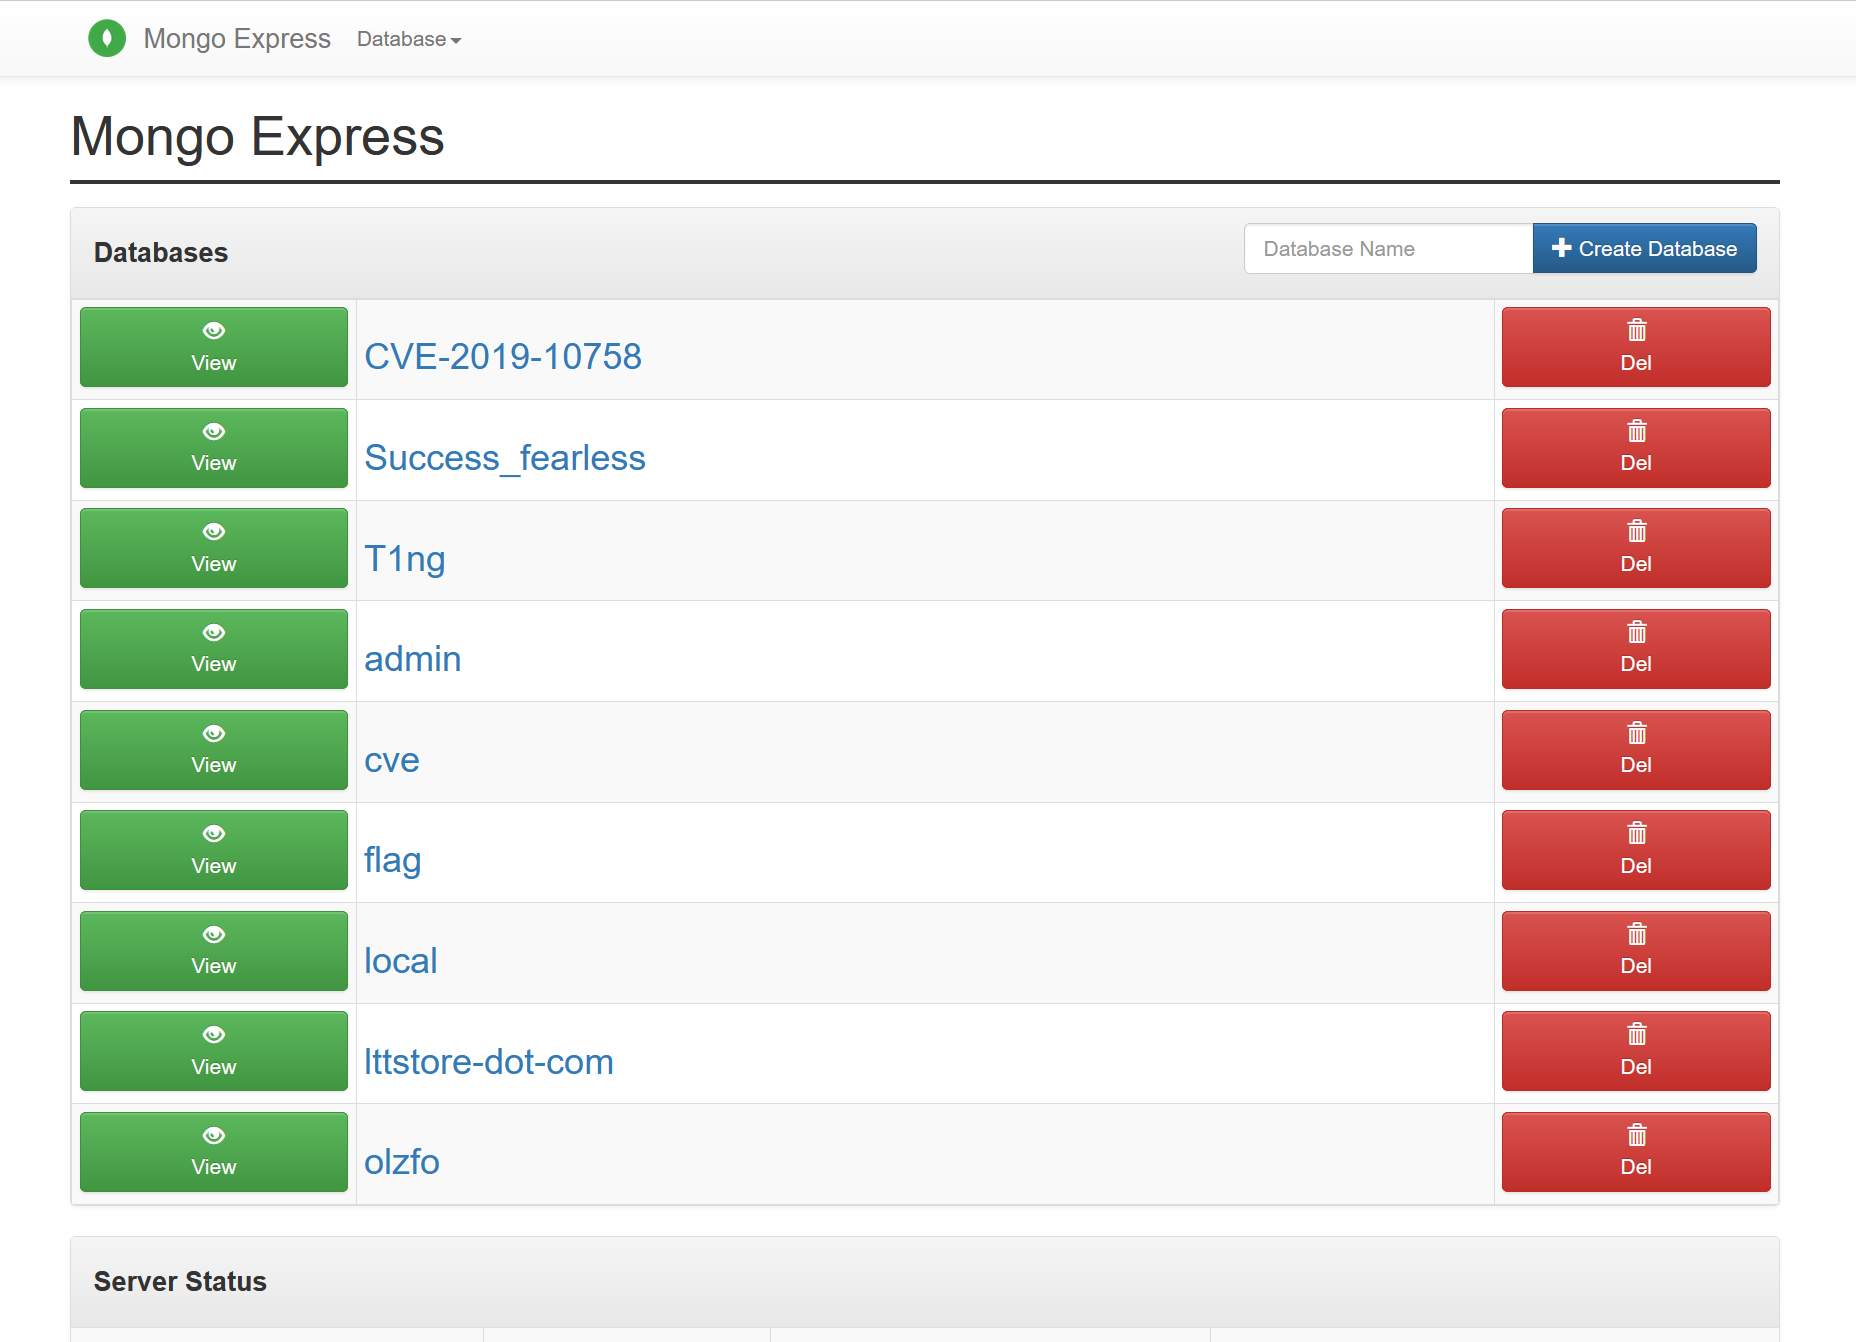 Mongo Express Database
Mongo Express
Databases
Database Name Create Database
View CVE-2019-10758 Del
View Success_fearless Del
View T1ng Del
View admin Del
View cve Del
View flag Del
View local Del
View lttstore-dot-com Del
View olzfo Del
Server Status